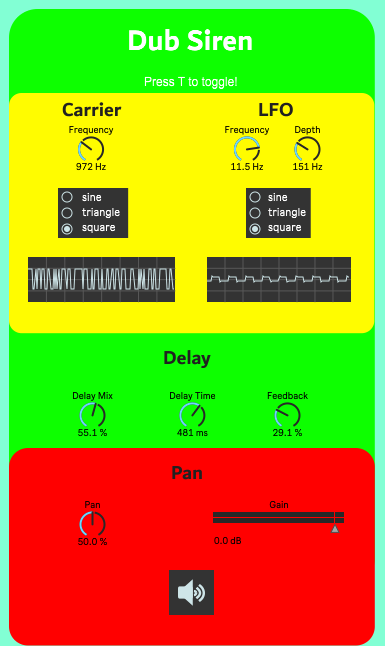 Dub Siren
Press T to toggle!
Carrier
LFO
Frequency
Frequency
Depth
972 Hz
11.5 Hz
151 Hz
sine
triangle
square
sine
triangle
square
Delay
Delay Mix
Delay Time
Feedback
55.1 %
481 ms
29.1 %
Pan
Pan
Gain
50.0 %
0.0 dB